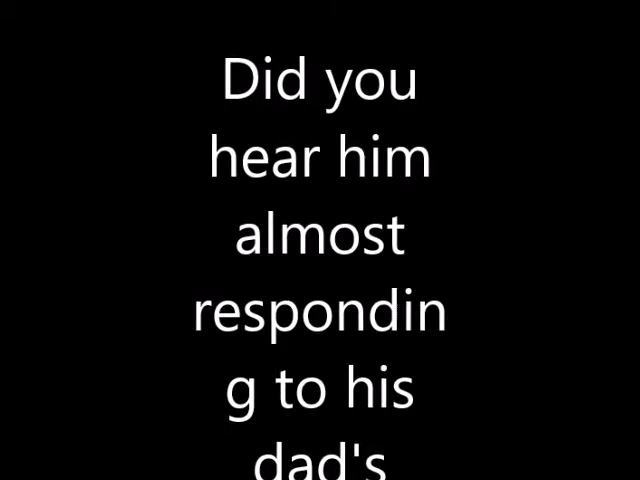 Did you
hear him
almost
respondin
g to his
dad's